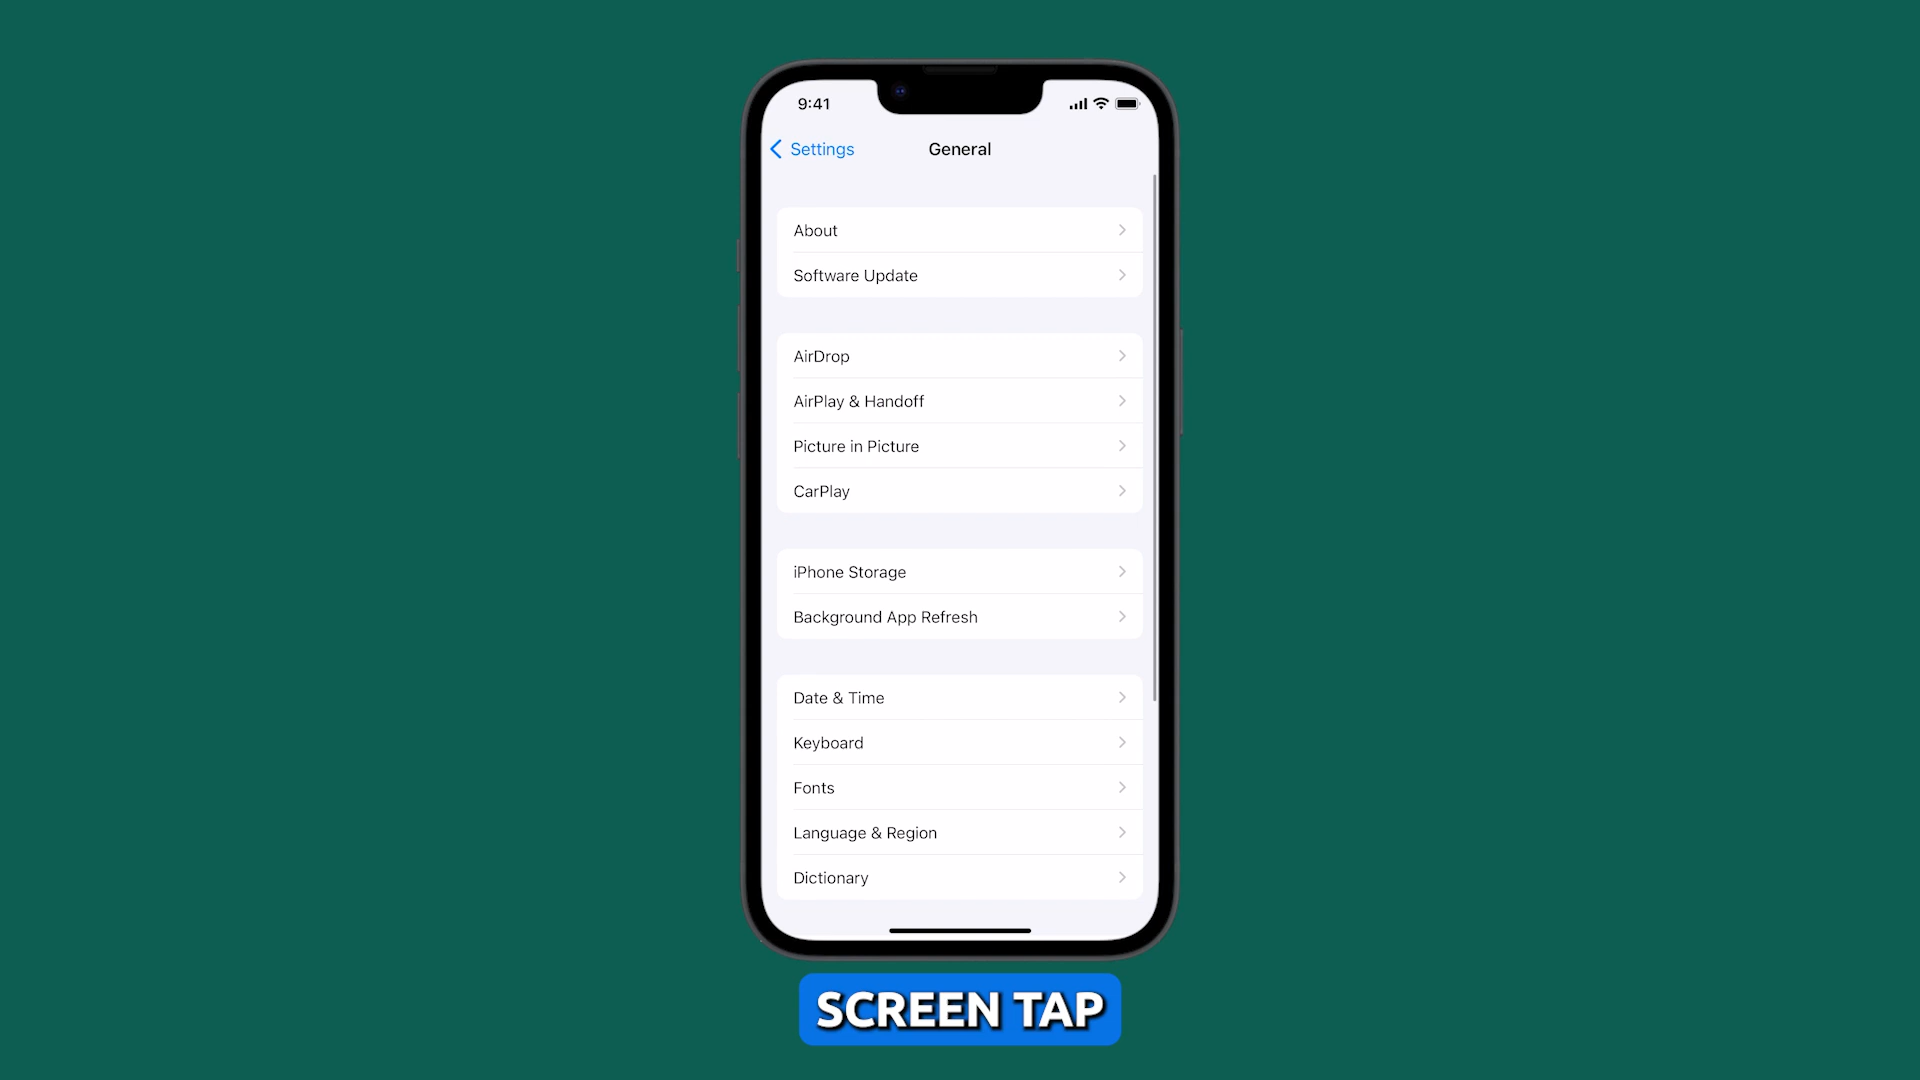 9:41
Settings
General
About
Software Update
AirDrop
AirPlay & Handoff
Picture in Picture
CarPlay
iPhone Storage
Background App Refresh
Date & Time
Keyboard
Fonts
Language & Region
Dictionary
SCREEN TAP